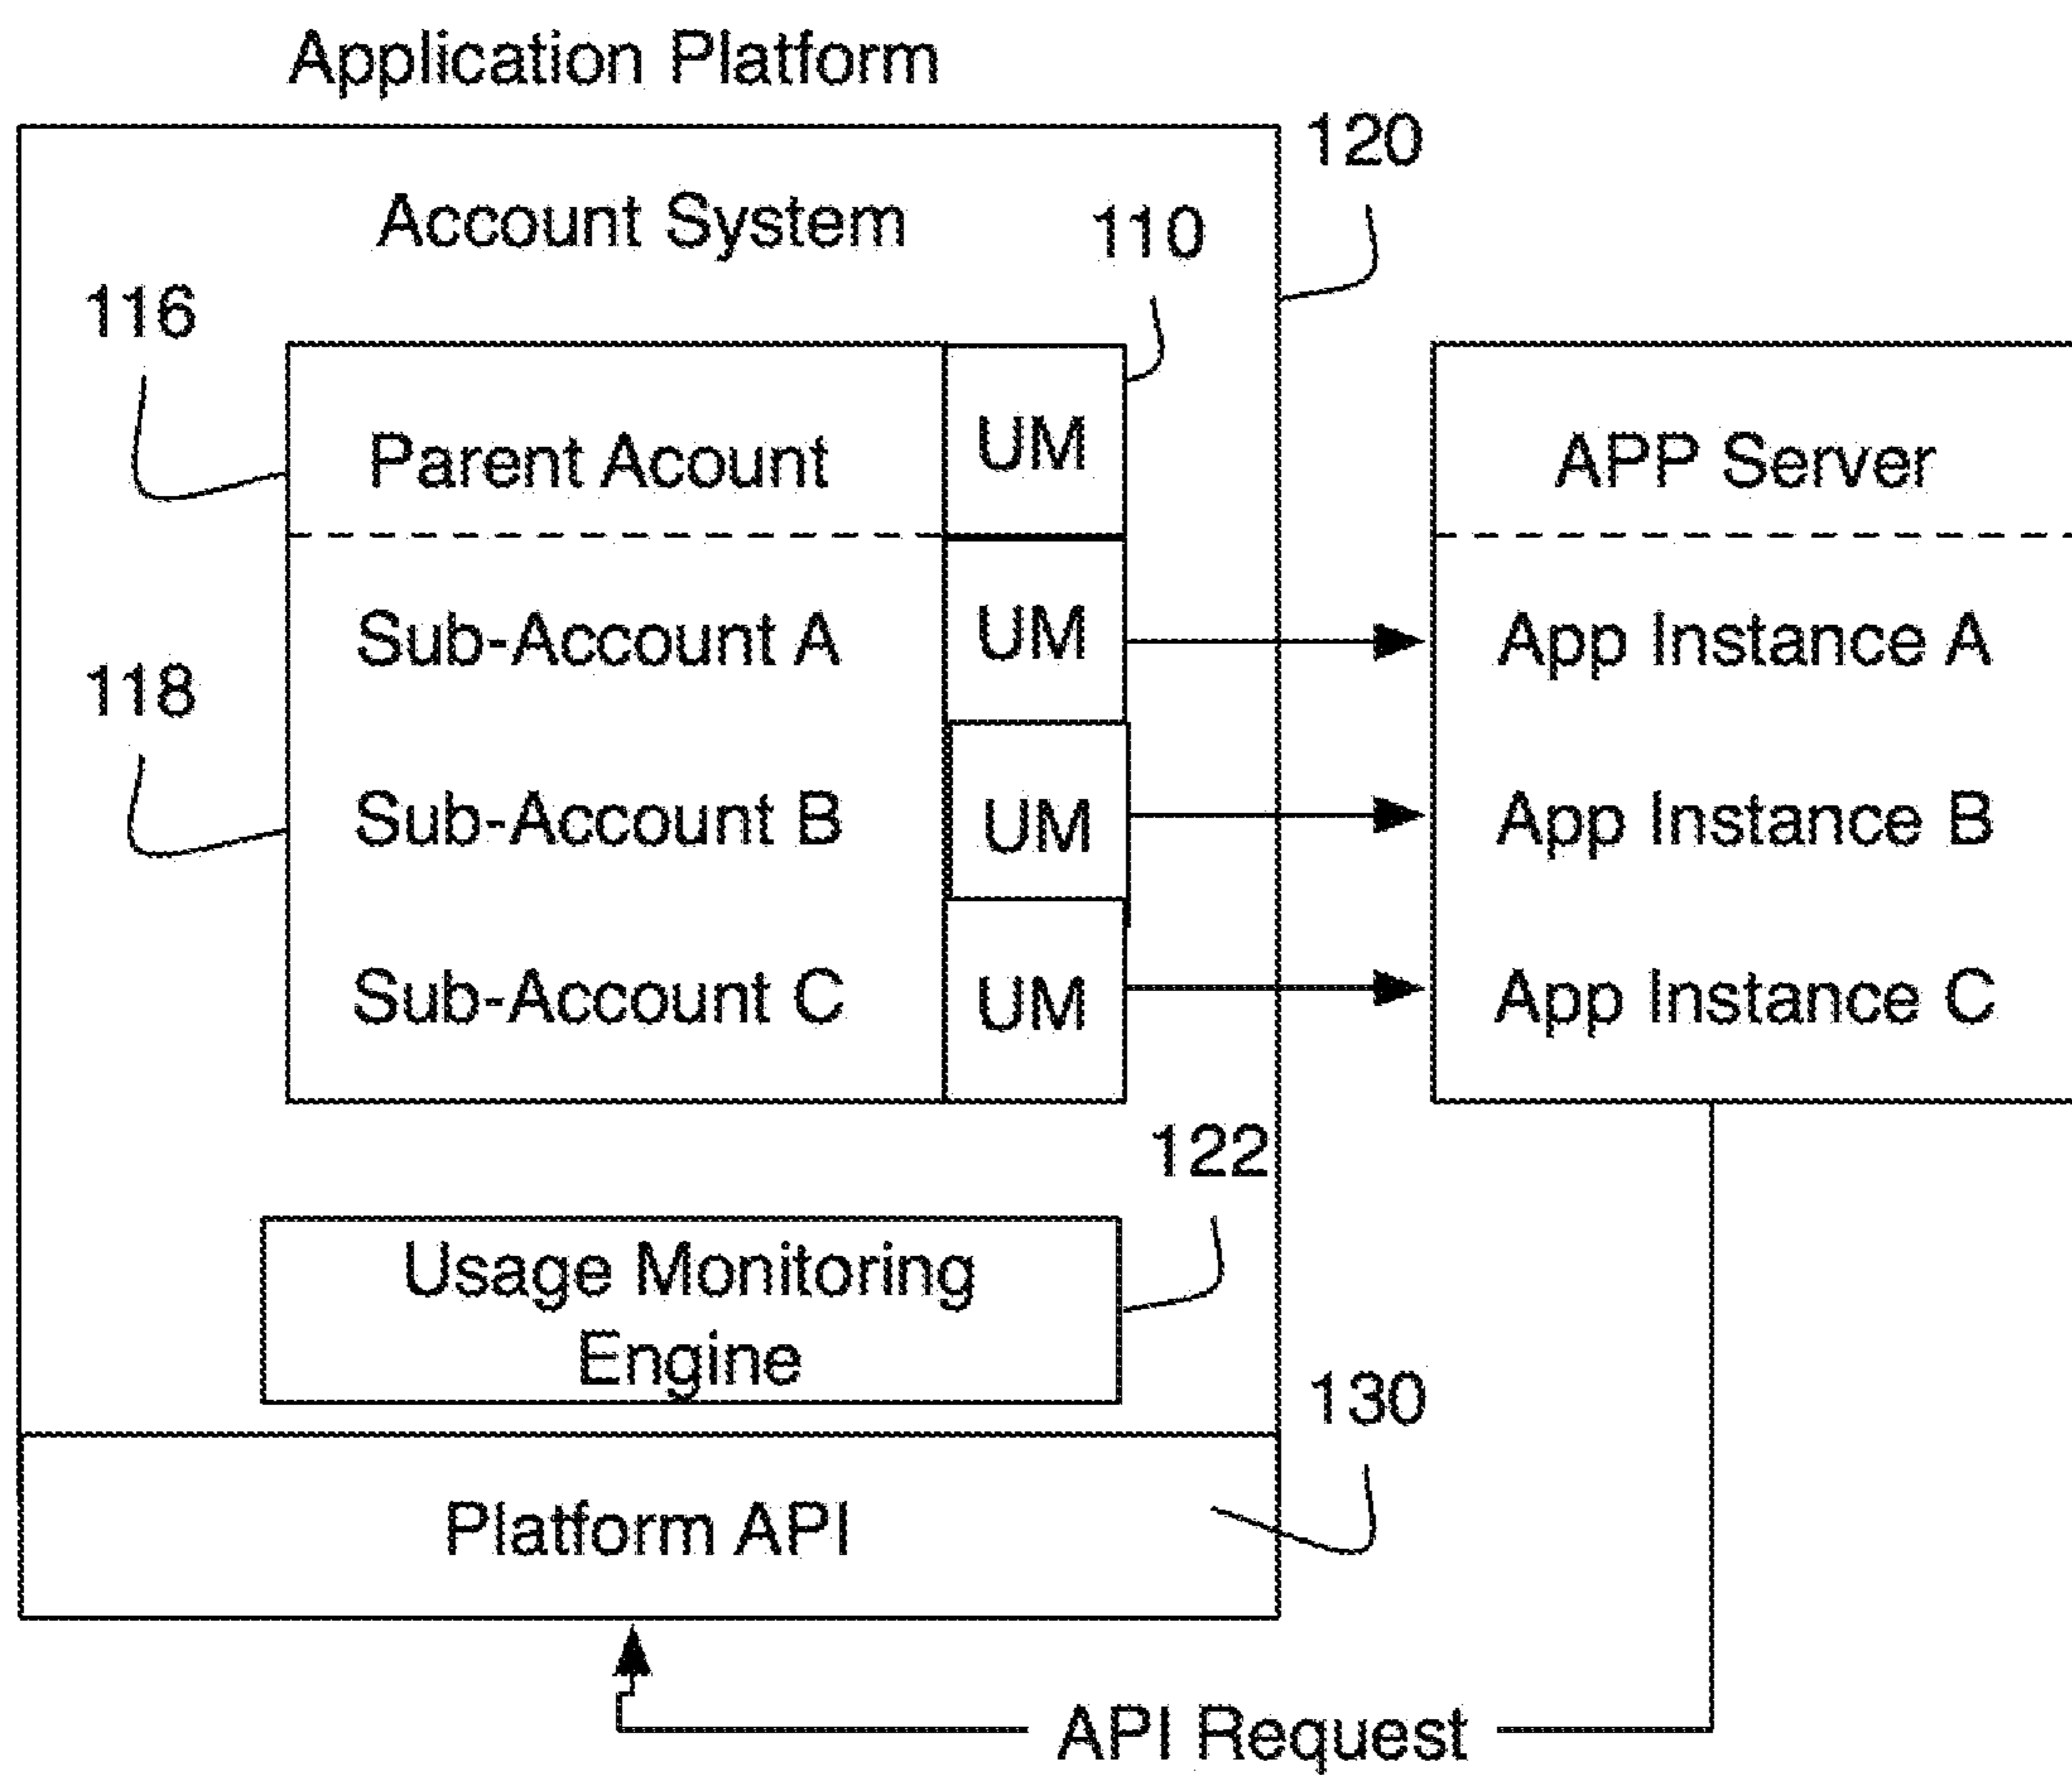 Application Platform
120
Account System
110
116
Parent Acount
UM
APP Server
Sub-Account A
UM
App Instance A
118
Sub-Account B
UM
App Instance B
Sub-Account C
UM
App Instance C
122
Usage Monitoring
Engine
130
Platform API
API Request